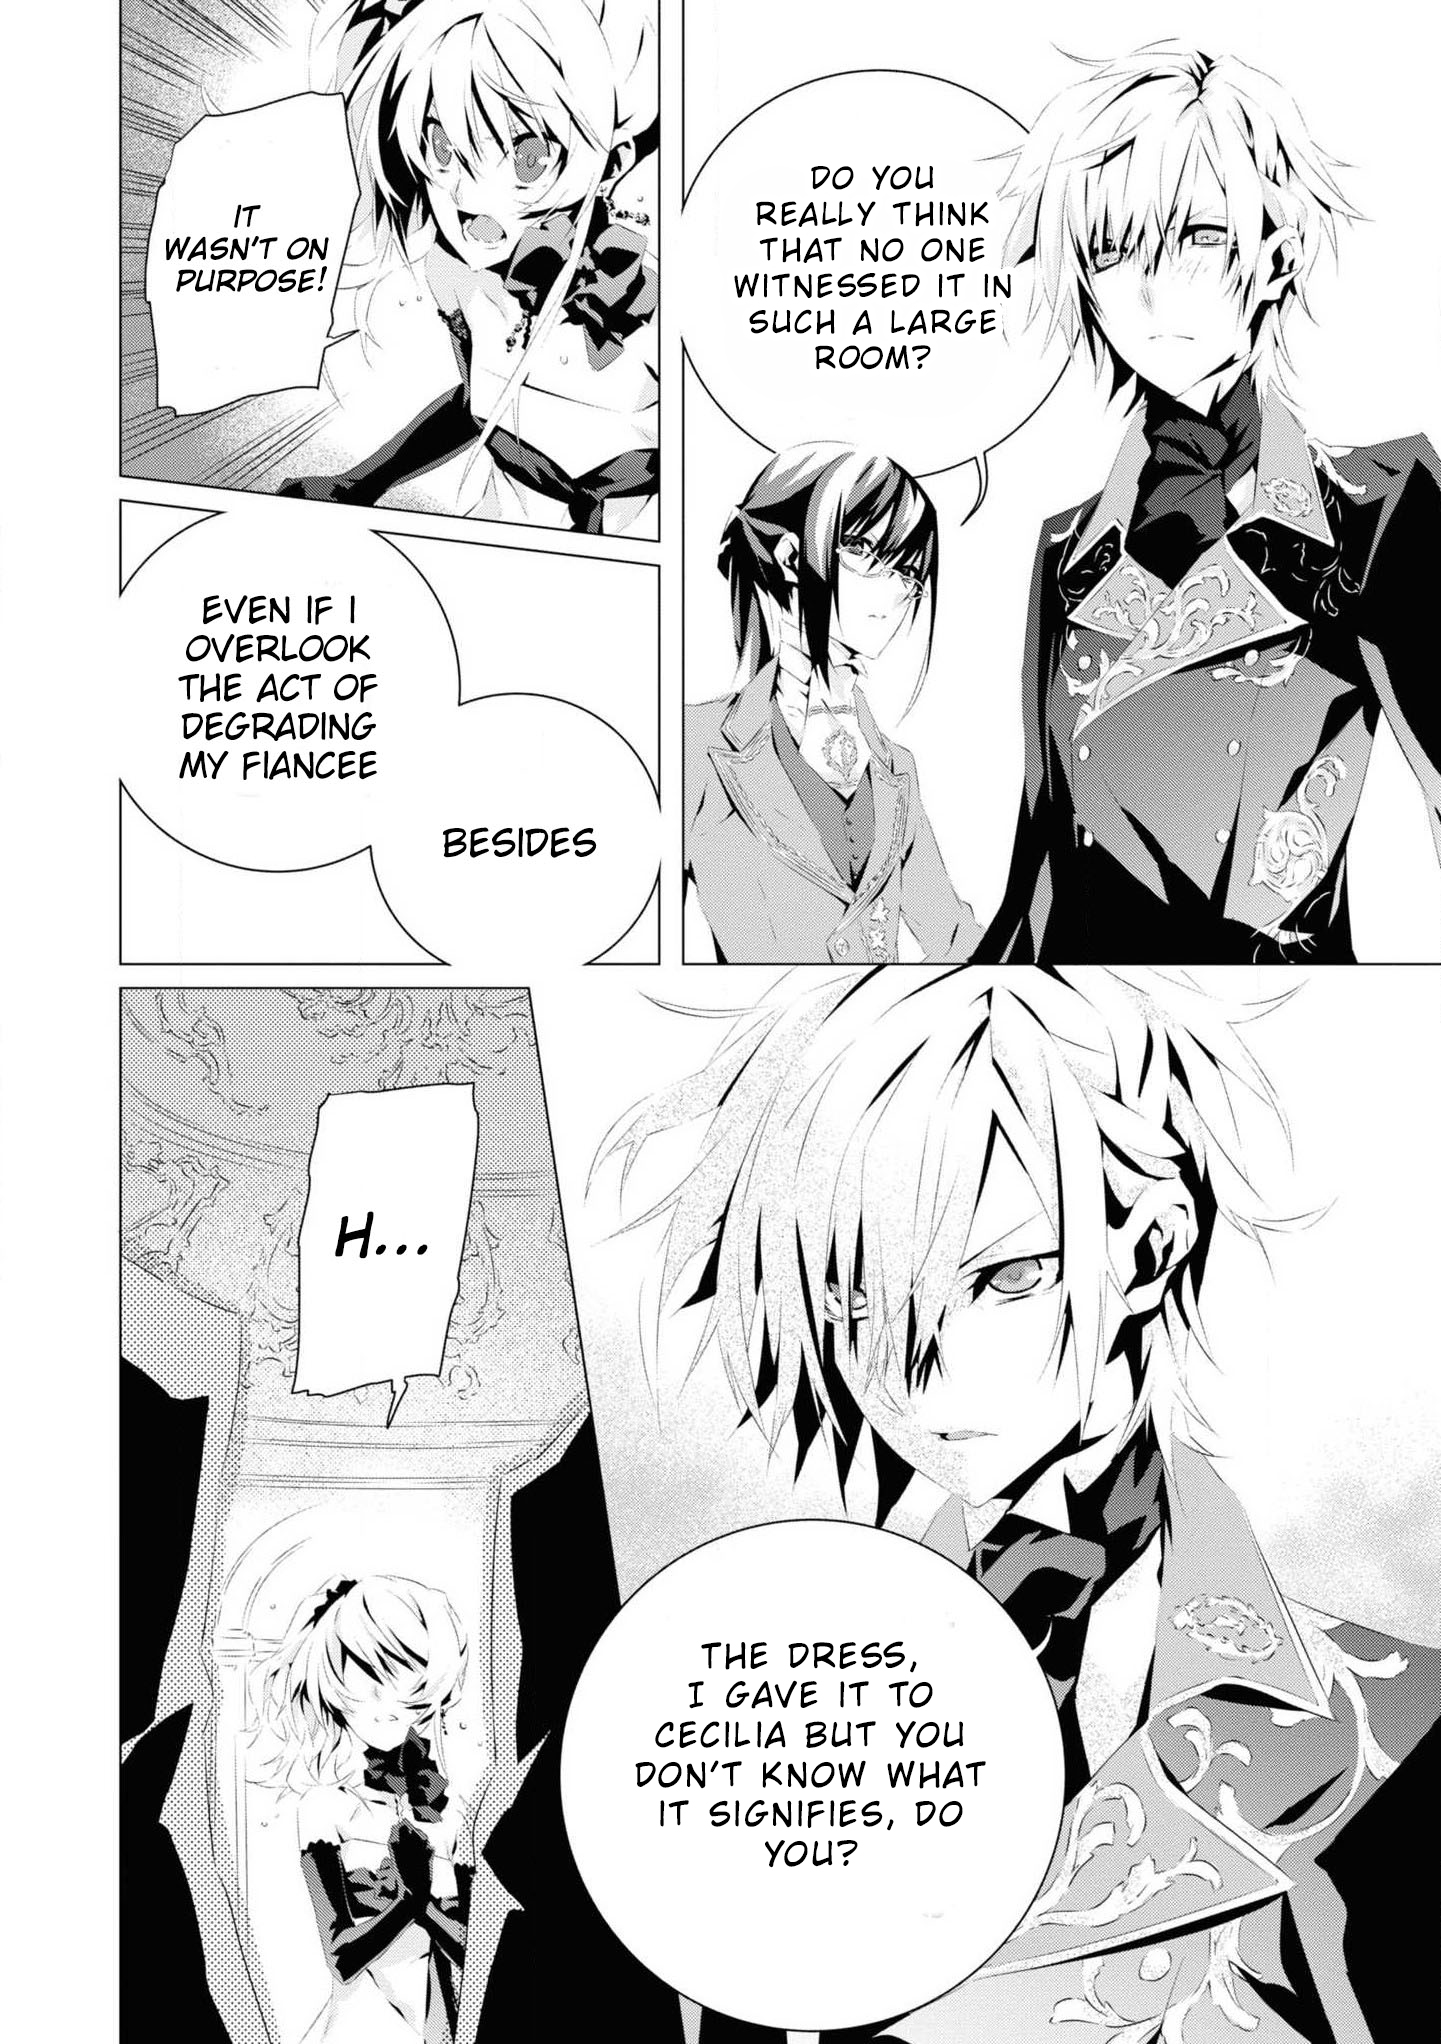 DO YOU
REALLY THINK
THAT NO ONE
WITNESSED IT IN
SUCH A LARGE
ROOM?
IT
WASN'T ON
PURPOSE!
BESIDES
EVEN IF I
OVERLOOK
THE ACT OF
DEGRADING
MY FIANCEE
THE DRESS,
I GAVE IT TO
CECILIA BUT YOU
DON'T KNOW WHAT
IT SIGNIFIES, DO
YOU?
H...